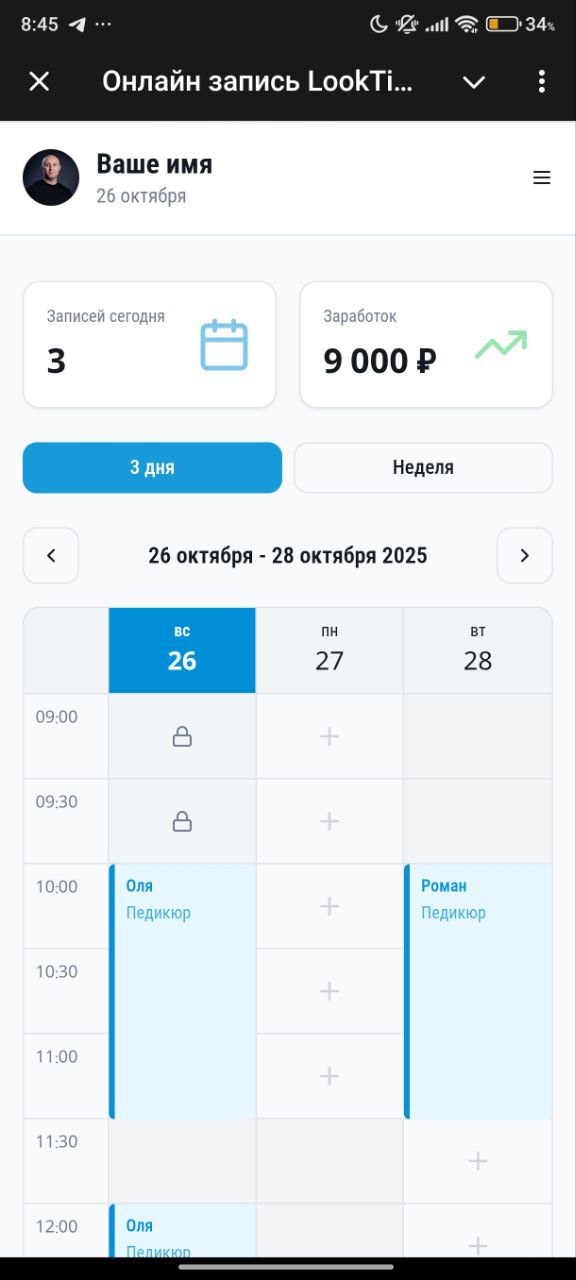 8:45
34%
Онлайн запись LookTi...
Ваше имя
26 октября
Записей сегодня
3
Заработок
9 000 ₽
3 дня
Неделя
26 октября - 28 октября 2025
вс
26
пн
27
вт
28
09:00
09:30
10:00
Оля
Педикюр
Роман
Педикюр
10:30
11:00
11:30
12:00
Оля
Педикюр